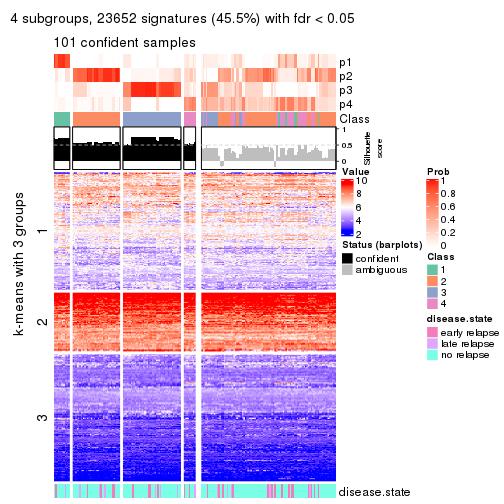 4 subgroups, 23652 signatures (45.5%) with fdr < 0.05
101 confident samples
p1
p2
p3
p4
Class
1
0.5
0
Silhouette
score
k-means with 3 groups
1
2
3
disease.state
Value
10
8
6
4
2
Status (barplots)
confident
ambiguous
Prob
1
0.8
0.6
0.4
0.2
0
Class
1
2
3
4
disease.state
early relapse
late relapse
no relapse